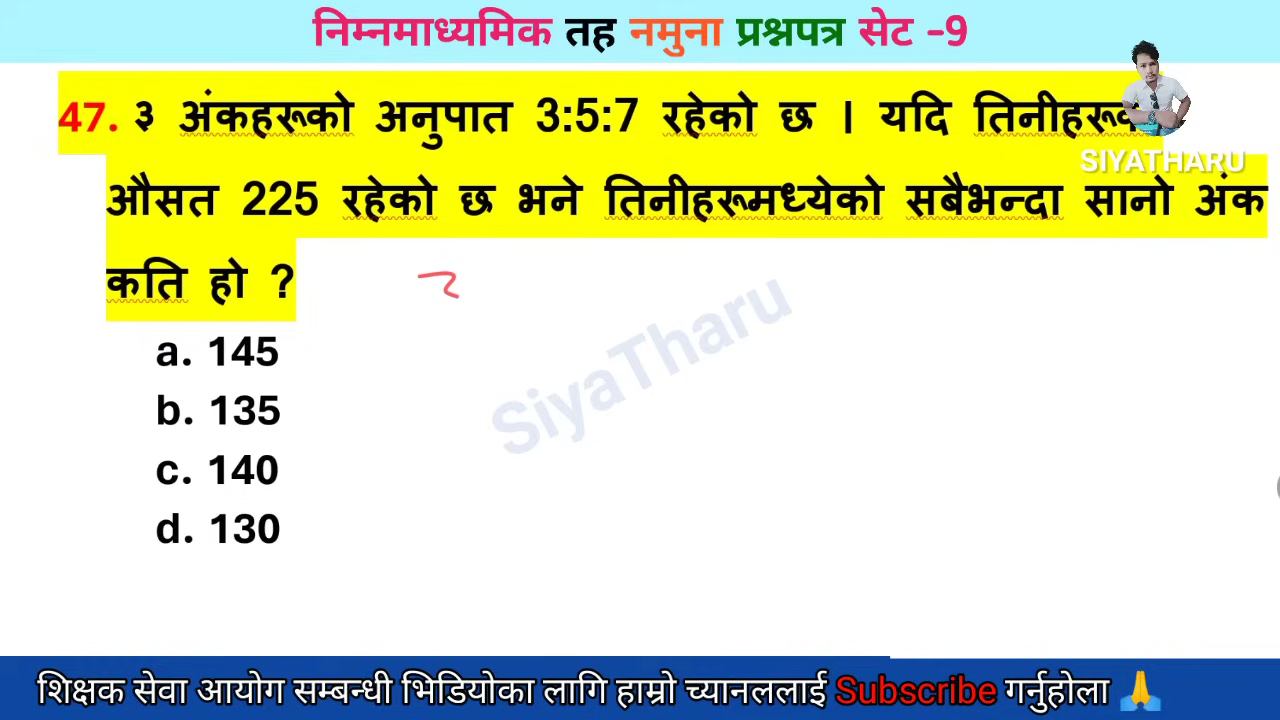 निम्नमाध्यमिक तह नमुना प्रश्नपत्र सेट -9
47. ३ अंकहरूको अनुपात 3:5:7 रहेको छ । यदि
SIYATHARU
औसत 225 रहेको छ भने तिनीहरूमध्येको सबैभन्दा सानो अंक
कति हो ?
SiyaTharu
a. 145
b. 135
c. 140
d. 130
शिक्षक सेवा आयोग सम्बन्धी भिडियोका लागि हाम्रो च्यानललाई Subscribe गर्नुहोला 🙏